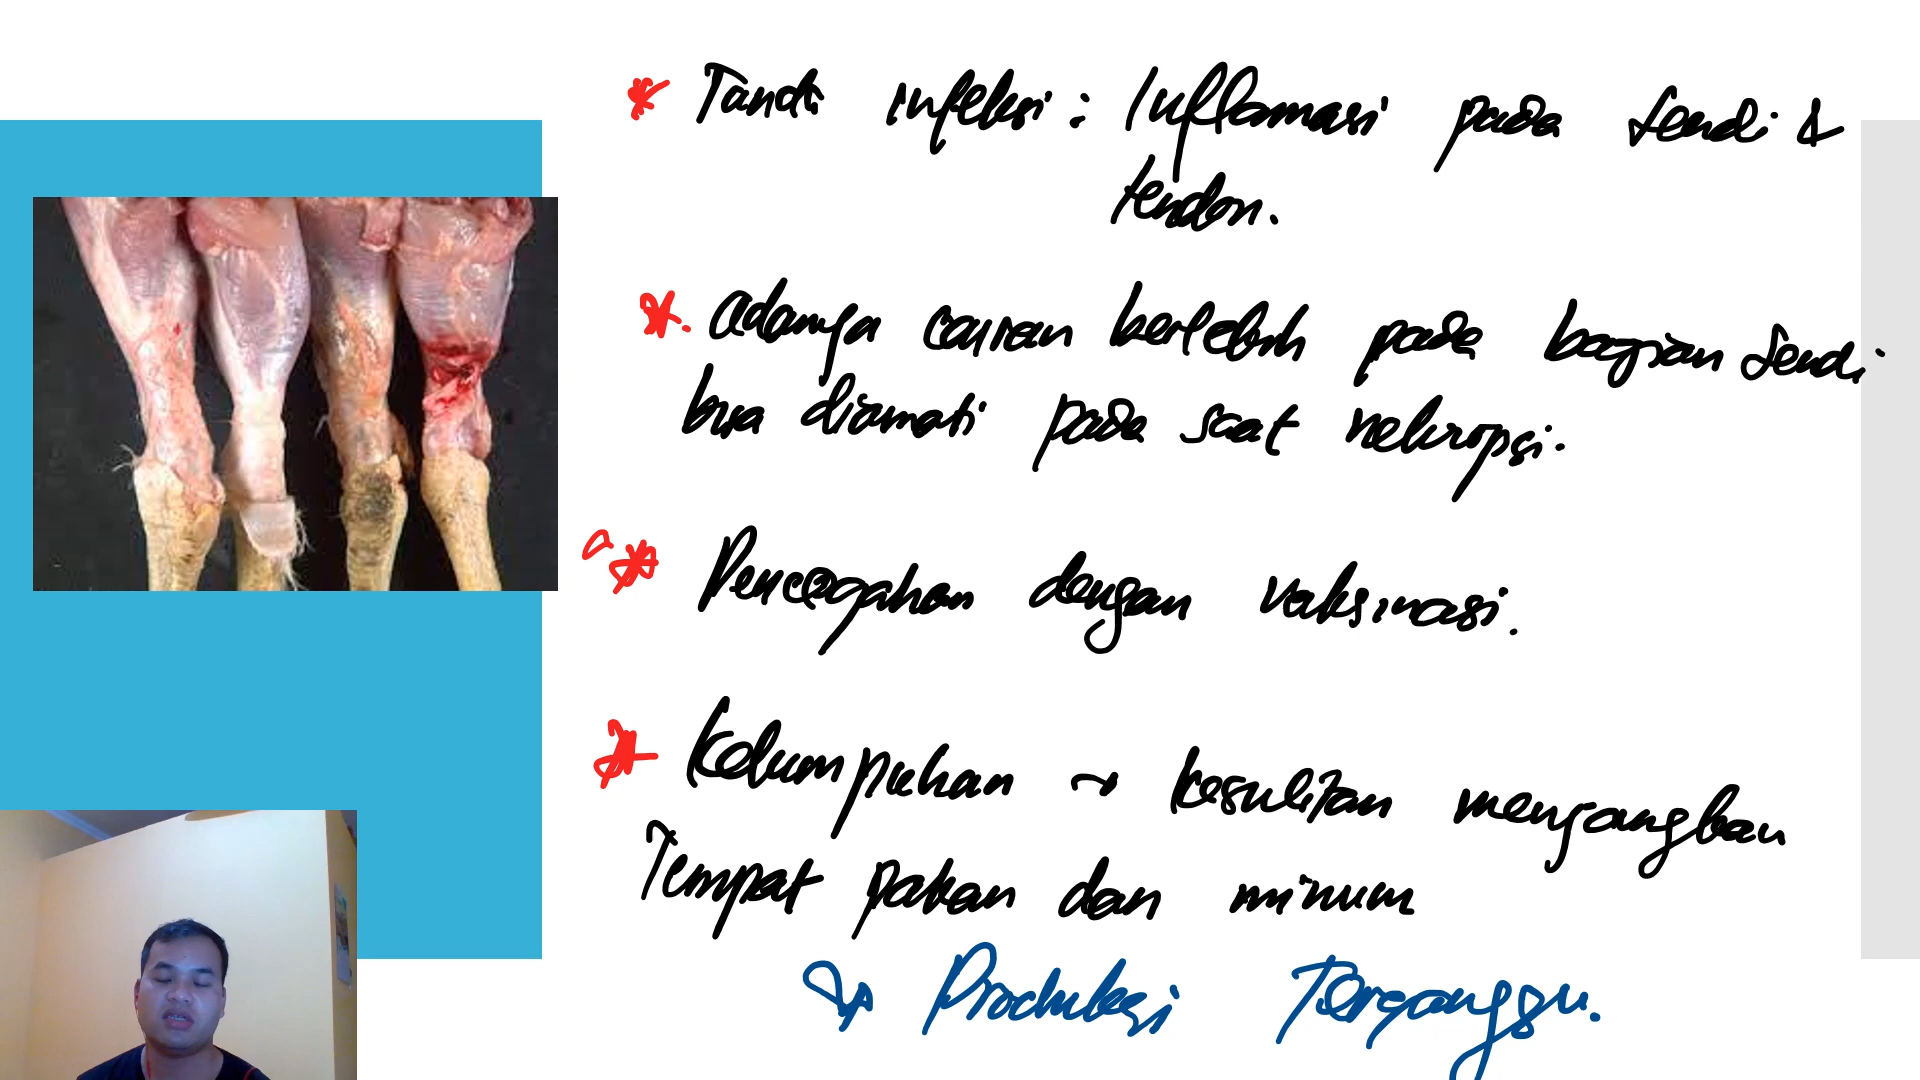 * Tanda infeksi : Inflamasi pada sendi &
tendon.
* adanya cairan berlebih pada bagian sendi
bisa diamati pada saat nekropsi.
* Pencegahan dengan vaksinasi.
* Kelumpuhan → kesulitan menjangkau
Tempat pakan dan minum
↳ Produksi Terganggu.